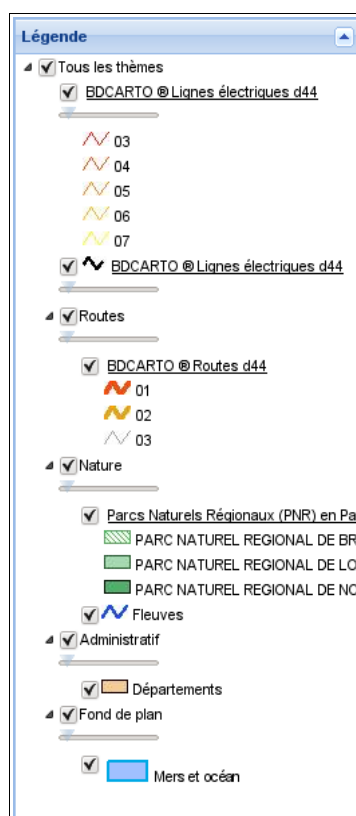 Légende
Tous les thèmes
BDCARTO ® Lignes électriques d44
03
04
05
06
07
BDCARTO ® Lignes électriques d44
Routes
BDCARTO ® Routes d44
01
02
03
Nature
Parcs Naturels Régionaux (PNR) en Pa
PARC NATUREL REGIONAL DE BR
PARC NATUREL REGIONAL DE LO
PARC NATUREL REGIONAL DE NO
Fleuves
Administratif
Départements
Fond de plan
Mers et océan